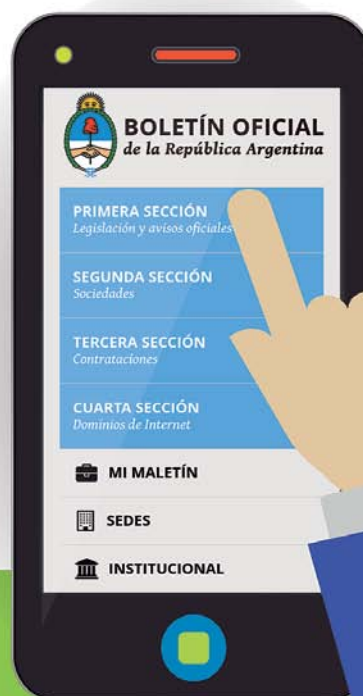 BOLETÍN OFICIAL
de la República Argentina
PRIMERA SECCIÓN
Legislación y avisos oficiales
SEGUNDA SECCIÓN
Sociedades
TERCERA SECCIÓN
Contrataciones
CUARTA SECCIÓN
Dominios de Internet
MI MALETÍN
SEDES
INSTITUCIONAL